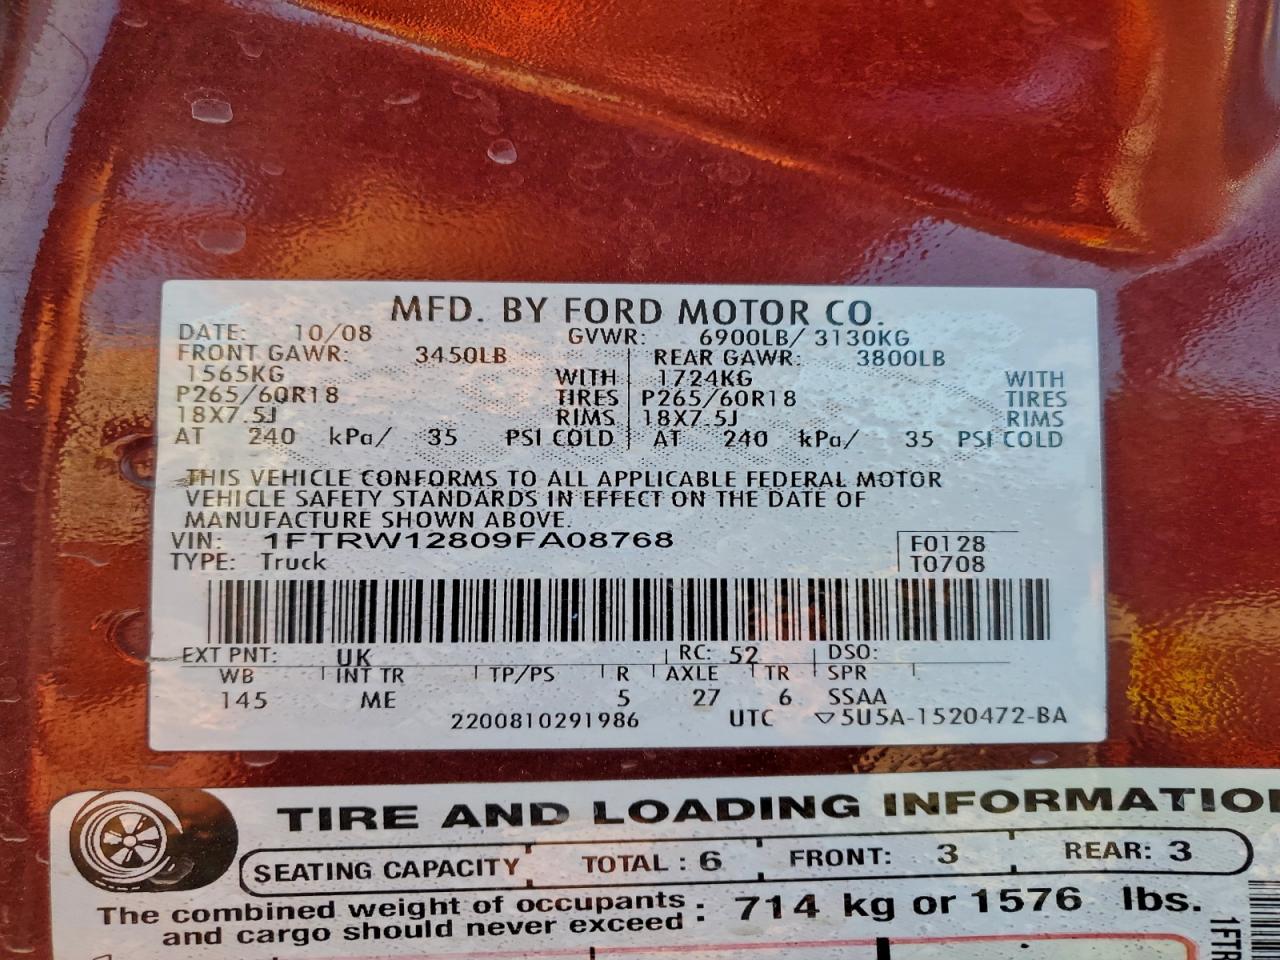 MFD. BY FORD MOTOR CO.
DATE: 10/08 GVWR: 6900LB/ 3130KG
FRONT GAWR: 3450LB REAR GAWR: 3800LB
1565KG WITH 1724KG WITH
P265/60R18 TIRES P265/60R18 TIRES
18X7.5J RIMS 18X7.5J RIMS
AT 240 kPa/ 35 PSI COLD AT 240 kPa/ 35 PSI COLD
THIS VEHICLE CONFORMS TO ALL APPLICABLE FEDERAL MOTOR
VEHICLE SAFETY STANDARDS IN EFFECT ON THE DATE OF
MANUFACTURE SHOWN ABOVE.
VIN: 1FTRW12809FA08768 F0128
TYPE: Truck T0708
EXT PNT: UK RC: 52 DSO:
WB INT TR TP/PS R AXLE TR SPR
145 ME 5 27 6 SSAA
2200810291986 UTC ▽5U5A-1520472-BA
TIRE AND LOADING INFORMATIO
SEATING CAPACITY TOTAL : 6 FRONT: 3 REAR: 3
The combined weight of occupants : 714 kg or 1576 lbs.
and cargo should never exceed :
1FTR